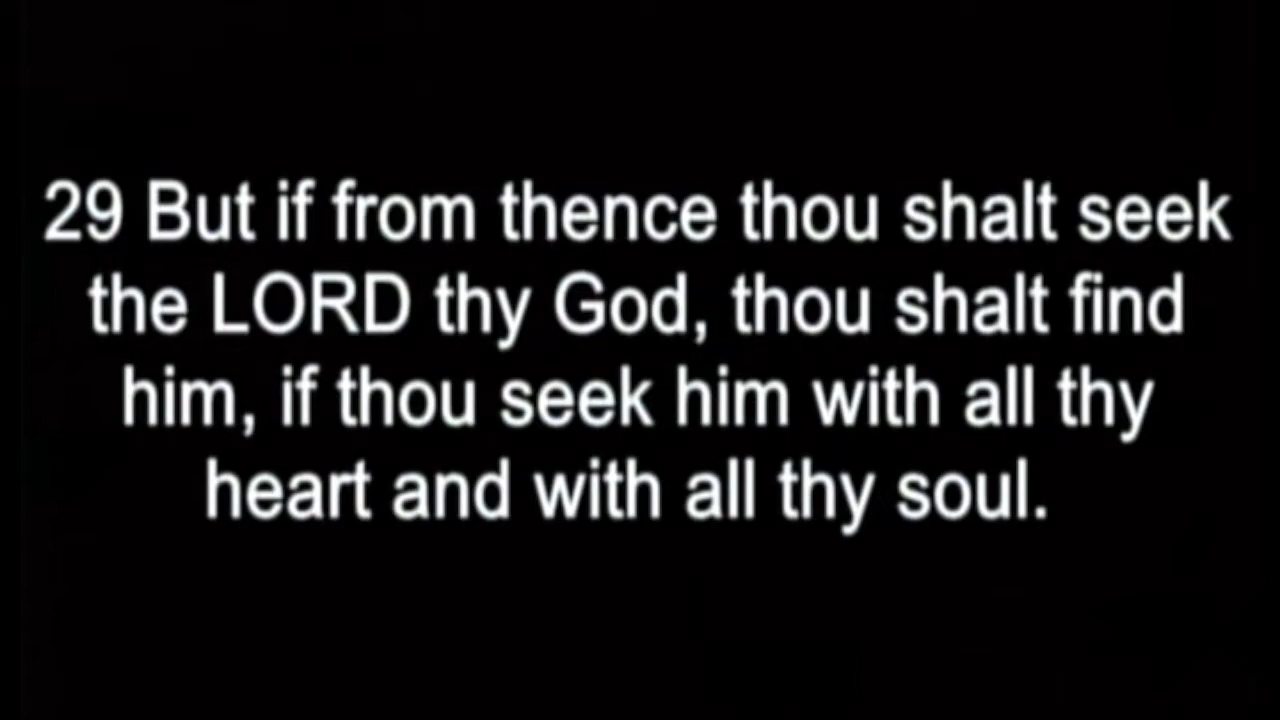 29 But if from thence thou shalt seek
the LORD thy God, thou shalt find
him, if thou seek him with all thy
heart and with all thy soul.